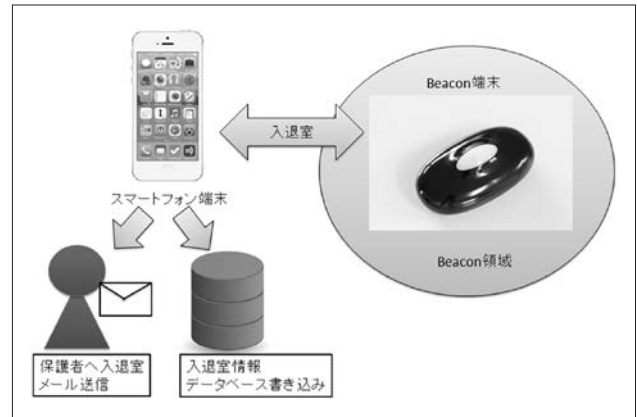 Beacon端末
入退室
スマートフォン端末
Beacon領域
保護者へ入退室
メール送信
入退室情報
データベース書き込み